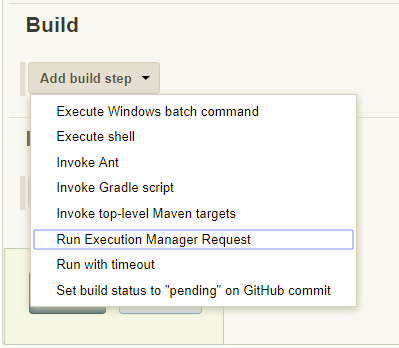 Build
Add build step
Execute Windows batch command
Execute shell
Invoke Ant
Invoke Gradle script
Invoke top-level Maven targets
Run Execution Manager Request
Run with timeout
Set build status to "pending" on GitHub commit